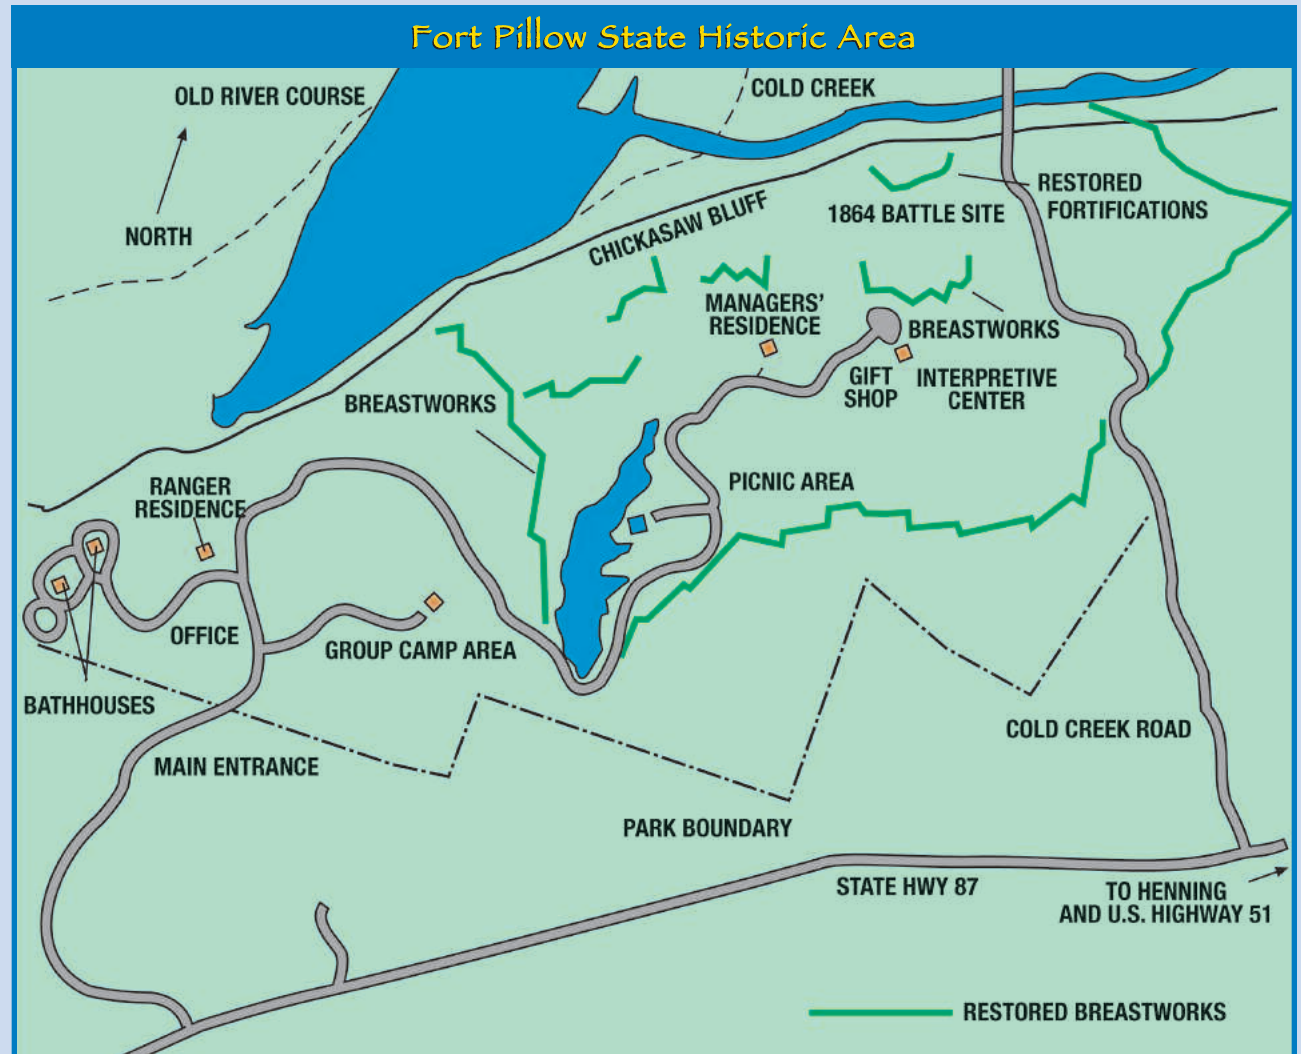 Fort Pillow State Historic Area
OLD RIVER COURSE
COLD CREEK
NORTH
CHICKASAW BLUFF
RESTORED
FORTIFICATIONS
1864 BATTLE SITE
MANAGERS'
RESIDENCE
BREASTWORKS
GIFT
SHOP
INTERPRETIVE
CENTER
BREASTWORKS
PICNIC AREA
RANGER
RESIDENCE
OFFICE
GROUP CAMP AREA
BATHHOUSES
MAIN ENTRANCE
COLD CREEK ROAD
PARK BOUNDARY
STATE HWY 87
TO HENNING
AND U.S. HIGHWAY 51
RESTORED BREASTWORKS